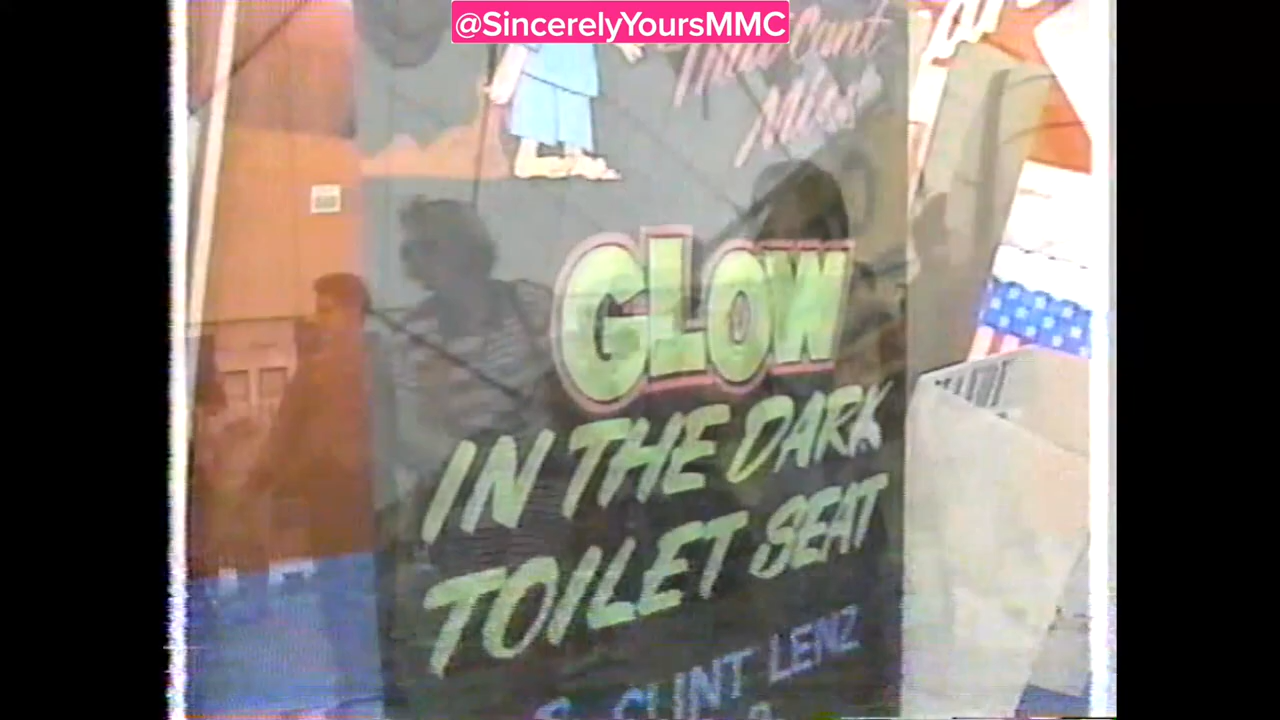 @SincerelyYoursMMC
GLOW
IN THE DARK
TOILET SEAT
CLINT LENZ